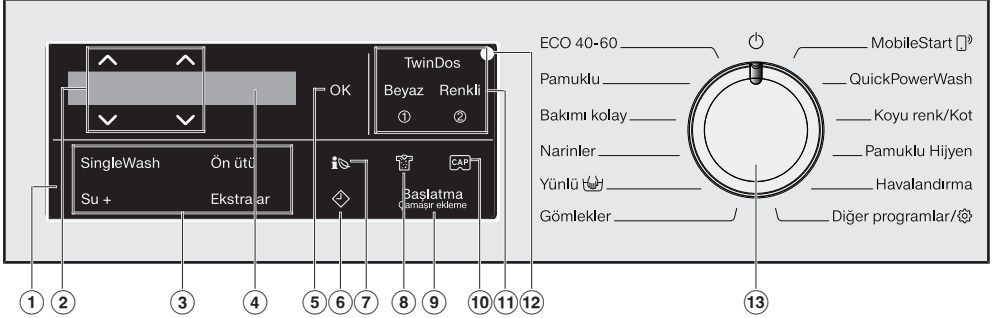 TwinDos
OK
Beyaz Renkli
① ②
SingleWash Ön ütü
CAP
Su + Ekstralar
Başlatma
Çamaşır ekleme
ECO 40-60
Pamuklu
Bakımı kolay
Narinler
Yünlü
Gömlekler
MobileStart
QuickPowerWash
Koyu renk/Kot
Pamuklu Hijyen
Havalandırma
Diğer programlar/
① ② ③ ④ ⑤ ⑥ ⑦ ⑧ ⑨ ⑩ ⑪ ⑫ ⑬